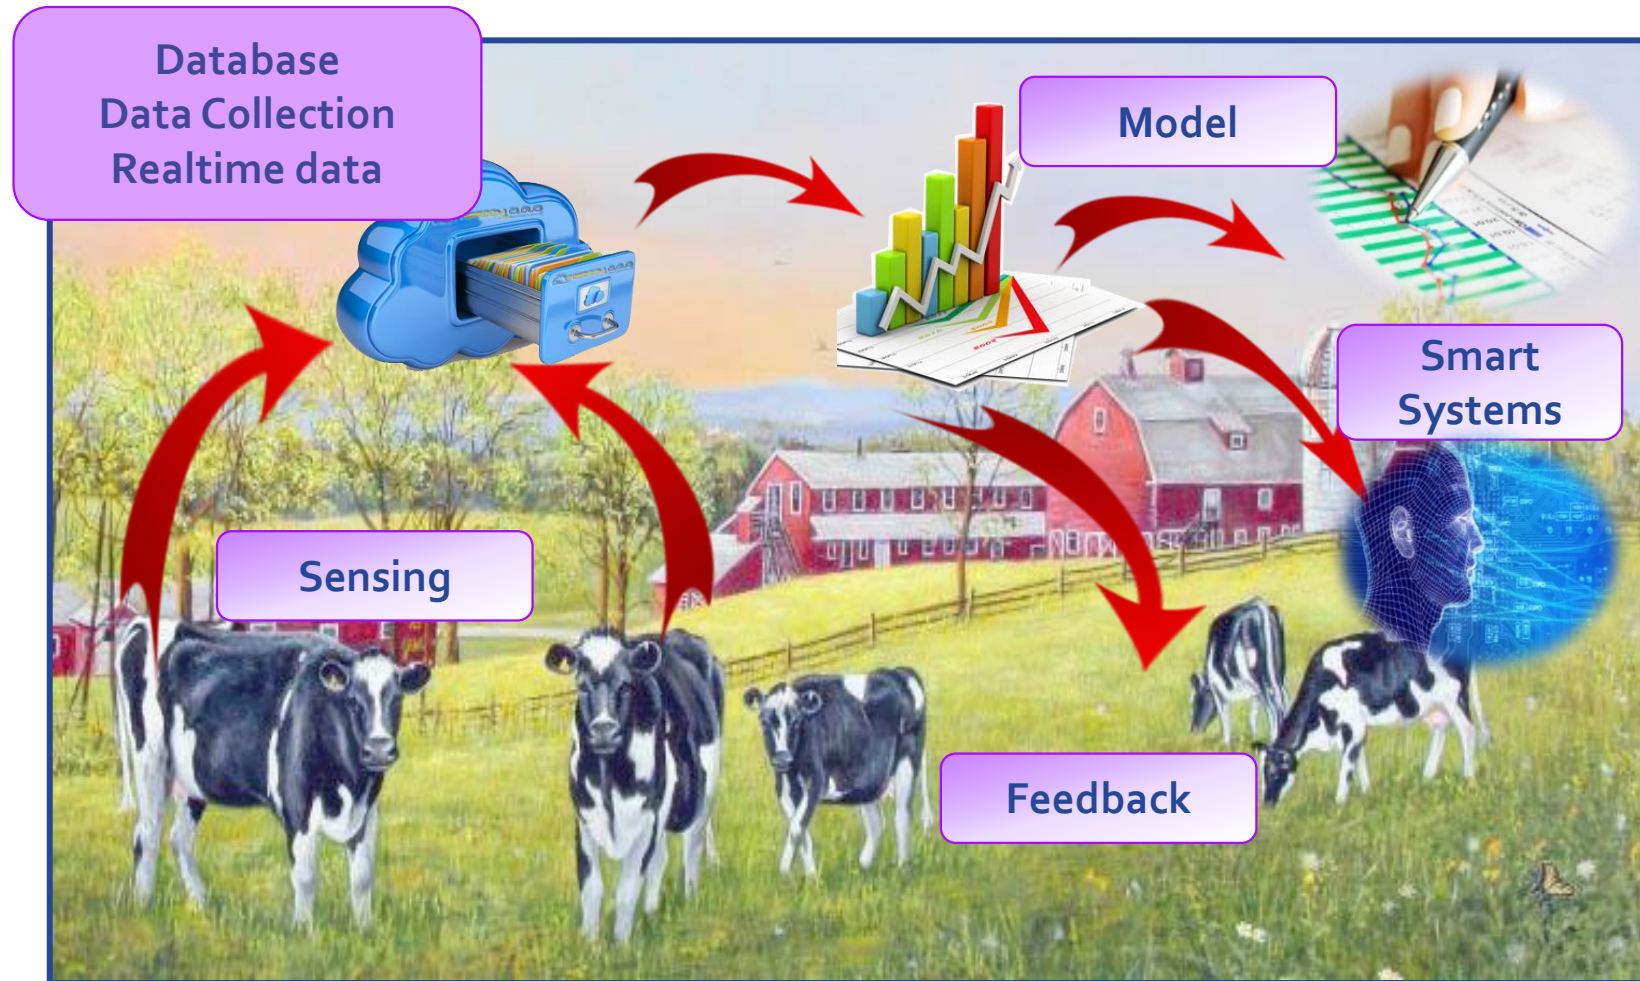 Database
Data Collection
Realtime data
Model
Smart
Systems
Sensing
Feedback